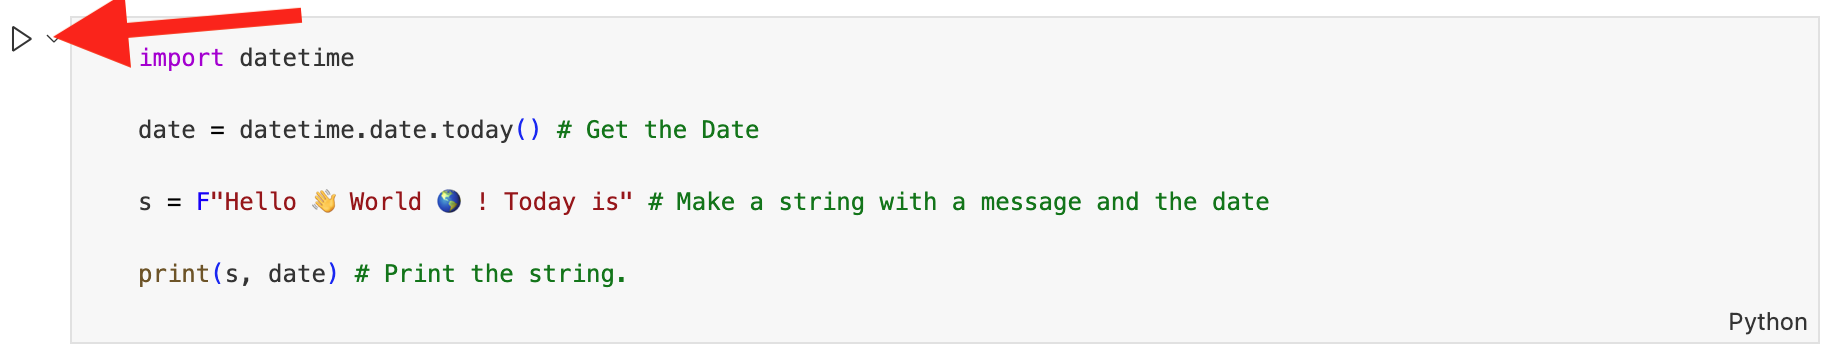 import datetime
date = datetime.date.today() # Get the Date
s = F"Hello 👋 World 🌎 ! Today is" # Make a string with a message and the date
print(s, date) # Print the string.
Python